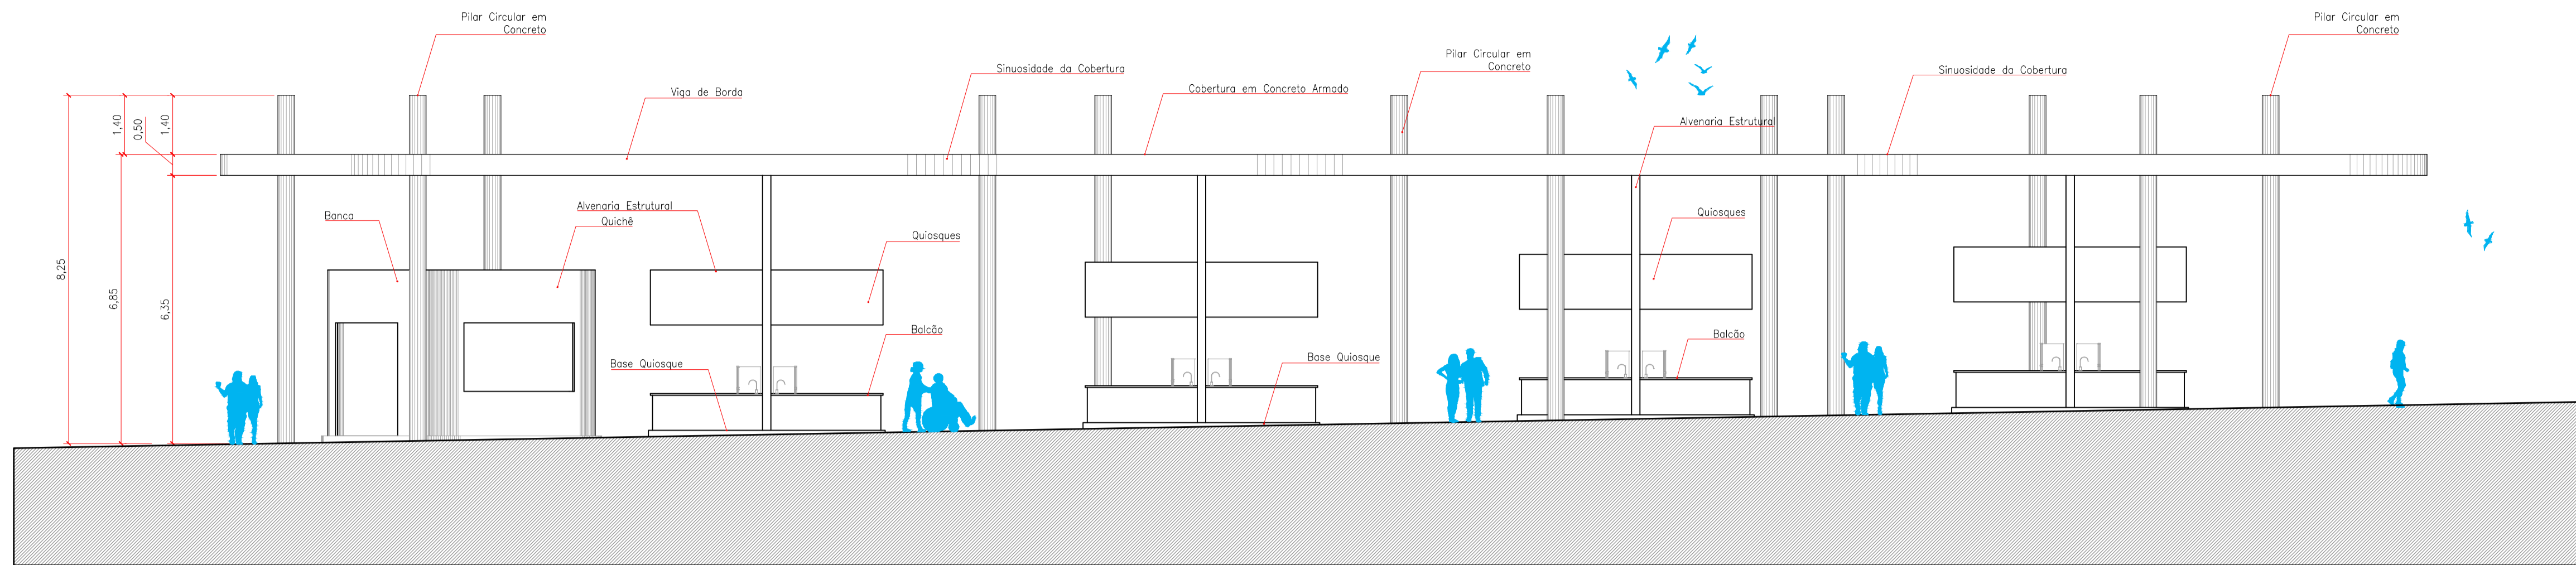 Pilar Circular em
Concreto
Pilar Circular em
Concreto
Pilar Circular em
Concreto
Sinuosidade da Cobertura
Sinuosidade da Cobertura
Viga de Borda
Cobertura em Concreto Armado
Alvenaria Estrutural
1,40
0,50
1,40
Banca
Alvenaria Estrutural
Quichê
Quiosques
Quiosques
8,25
6,85
6,35
Balcão
Balcão
Base Quiosque
Base Quiosque